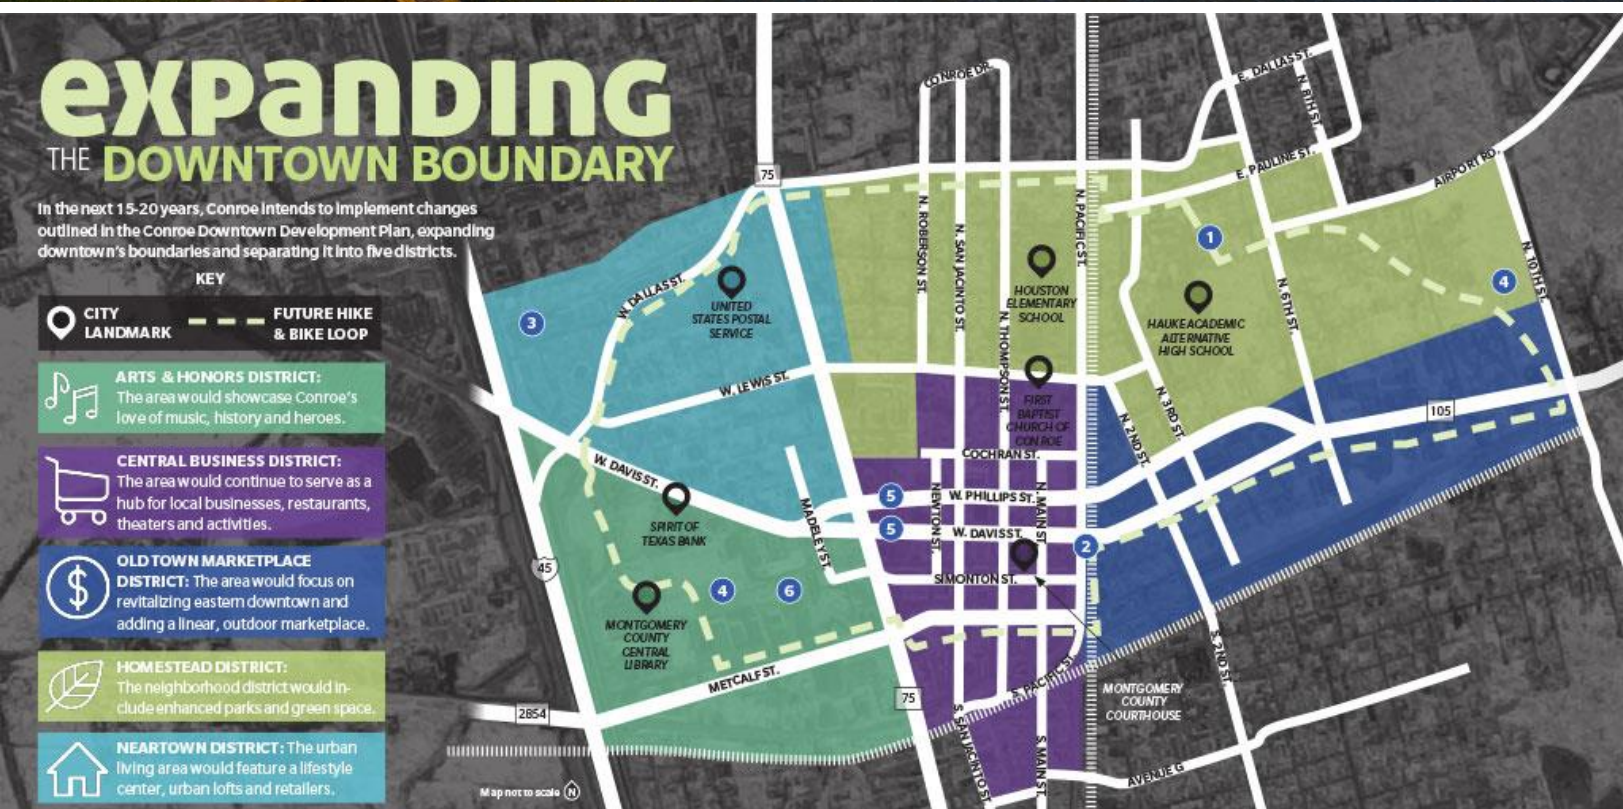 expanding
THE DOWNTOWN BOUNDARY
In the next 15-20 years, Conroe intends to implement changes
outlined in the Conroe Downtown Development Plan, expanding
downtown's boundaries and separating it into five districts.
KEY
CITY
LANDMARK
FUTURE HIKE
& BIKE LOOP
ARTS & HONORS DISTRICT:
The area would showcase Conroe's
love of music, history and heroes.
CENTRAL BUSINESS DISTRICT:
The area would continue to serve as a
hub for local businesses, restaurants,
theaters and activities.
OLD TOWN MARKETPLACE
DISTRICT: The area would focus on
revitalizing eastern downtown and
adding a linear, outdoor marketplace.
HOMESTEAD DISTRICT:
The neighborhood district would in-
clude enhanced parks and green space.
NEARTOWN DISTRICT: The urban
living area would feature a lifestyle
center, urban lofts and retailers.
Map not to scale N
75
CONROE DR.
E. DALLAS ST.
N. 8TH ST.
E. PAULINE ST.
AIRPORT RD.
N. ROBERSON ST.
N. SAN JACINTO ST.
N. THOMPSON ST.
N. PACIFIC ST.
N. 6TH ST.
N. 10TH ST.
1
4
3
W. DALLAS ST.
UNITED
STATES POSTAL
SERVICE
HOUSTON
ELEMENTARY
SCHOOL
HAUKE ACADEMIC
ALTERNATIVE
HIGH SCHOOL
W. LEWIS ST.
FIRST
BAPTIST
CHURCH OF
CONROE
N. 2ND ST.
N. 3RD ST.
105
COCHRAN ST.
W. DAVIS ST.
SPIRIT OF
TEXAS BANK
MADELEY ST.
5
5
W. PHILLIPS ST.
NEWTON ST.
N. MAIN ST.
W. DAVIS ST.
2
SIMONTON ST.
45
4
6
MONTGOMERY
COUNTY
CENTRAL
LIBRARY
METCALF ST.
2854
75
S. PACIFIC ST.
S. SAN JACINTO ST.
S. MAIN ST.
MONTGOMERY
COUNTY
COURTHOUSE
S. 2ND ST.
AVENUE G